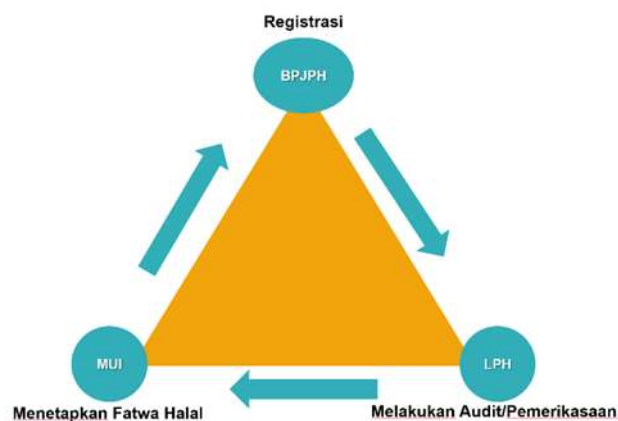 Registrasi
BPJPH
MUI
LPH
Menetapkan Fatwa Halal
Melakukan Audit/Pemerikasaan